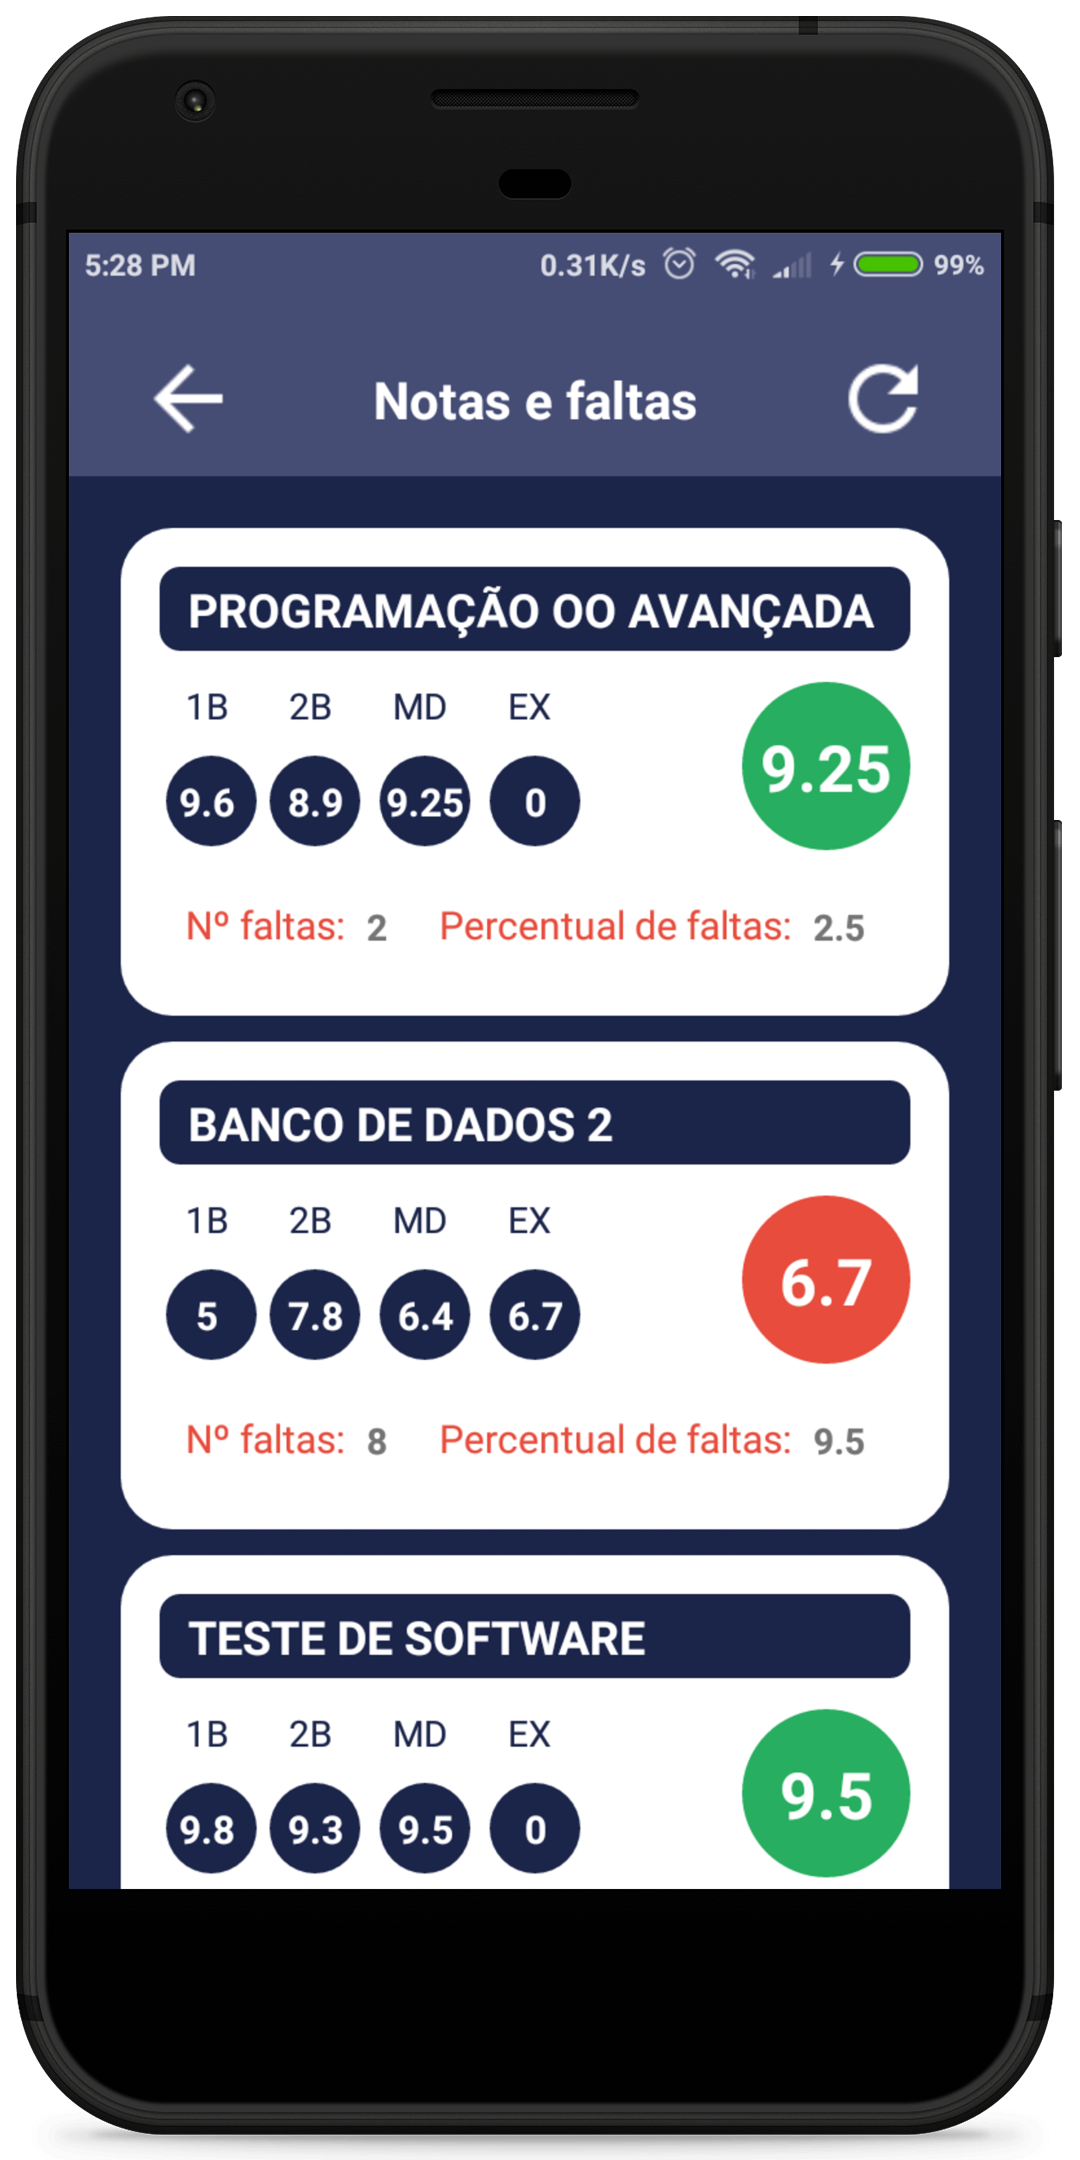 5:28 PM 0.31K/s 99%
Notas e faltas
PROGRAMAÇÃO OO AVANÇADA
1B 2B MD EX
9.6 8.9 9.25 0 9.25
Nº faltas: 2 Percentual de faltas: 2.5
BANCO DE DADOS 2
1B 2B MD EX
5 7.8 6.4 6.7 6.7
Nº faltas: 8 Percentual de faltas: 9.5
TESTE DE SOFTWARE
1B 2B MD EX
9.8 9.3 9.5 0 9.5